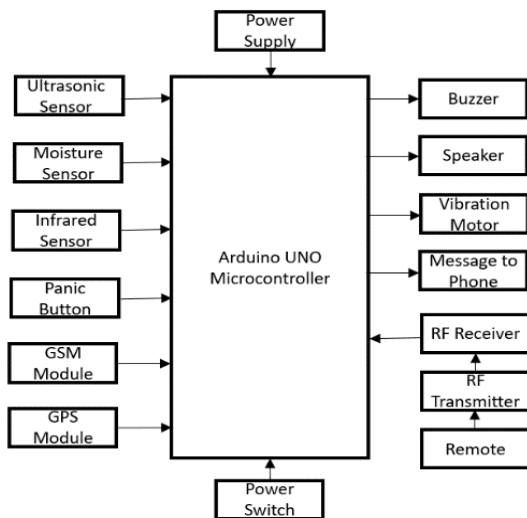 Power
Supply
Ultrasonic
Sensor
Moisture
Sensor
Infrared
Sensor
Panic
Button
GSM
Module
GPS
Module
Arduino UNO
Microcontroller
Buzzer
Speaker
Vibration
Motor
Message to
Phone
RF Receiver
RF
Transmitter
Remote
Power
Switch